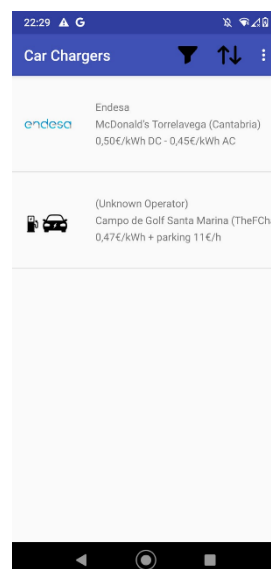 22:29 G
Car Chargers
Endesa
endesa
McDonald's Torrelavega (Cantabria)
0,50€/kWh DC - 0,45€/kWh AC
(Unknown Operator)
Campo de Golf Santa Marina (TheFCh
0,47€/kWh + parking 11€/h